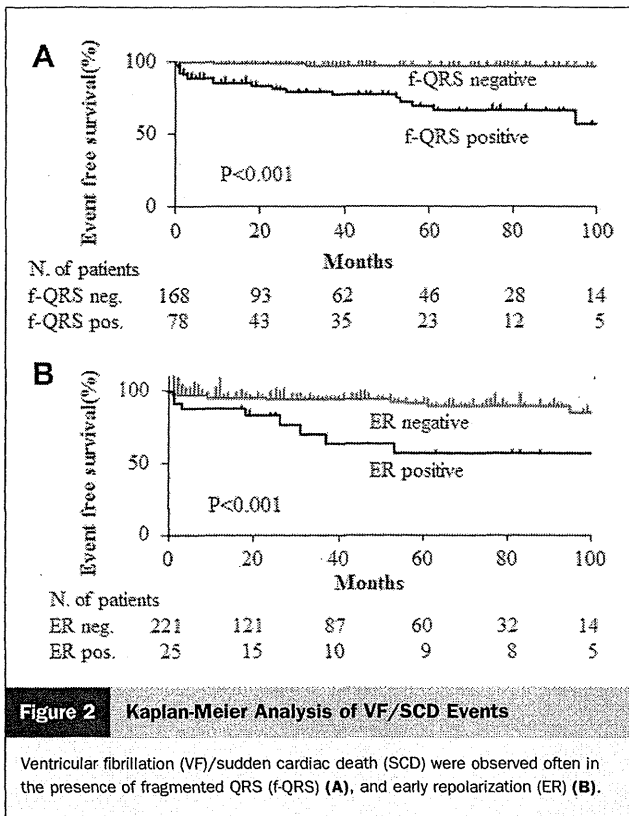 A
Event free survival(%)
100
50
0
f-QRS negative
f-QRS positive
P<0.001
0 20 40 60 80 100
Months
N. of patients
f-QRS neg. 168 93 62 46 28 14
f-QRS pos. 78 43 35 23 12 5
B
Event free survival(%)
100
50
0
ER negative
ER positive
P<0.001
0 20 40 60 80 100
Months
N. of patients
ER neg. 221 121 87 60 32 14
ER pos. 25 15 10 9 8 5
Figure 2 Kaplan-Meier Analysis of VF/SCD Events
Ventricular fibrillation (VF)/sudden cardiac death (SCD) were observed often in
the presence of fragmented QRS (f-QRS) (A), and early repolarization (ER) (B).